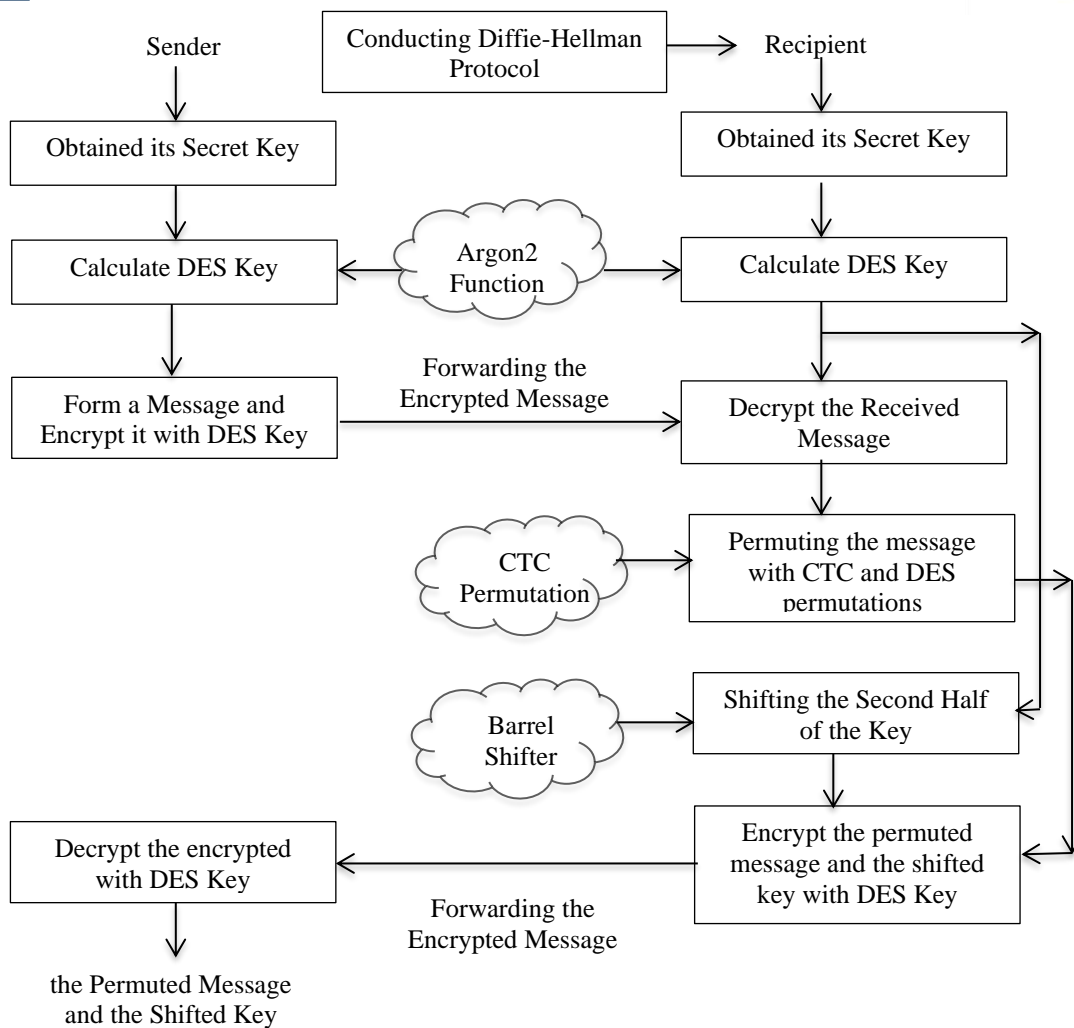 Sender
Conducting Diffie-Hellman
Protocol
Recipient
Obtained its Secret Key
Obtained its Secret Key
Calculate DES Key
Argon2
Function
Calculate DES Key
Form a Message and
Encrypt it with DES Key
Forwarding the
Encrypted Message
Decrypt the Received
Message
CTC
Permutation
Permuting the message
with CTC and DES
permutations
Barrel
Shifter
Shifting the Second Half
of the Key
Decrypt the encrypted
with DES Key
Forwarding the
Encrypted Message
Encrypt the permuted
message and the shifted
key with DES Key
the Permuted Message
and the Shifted Key